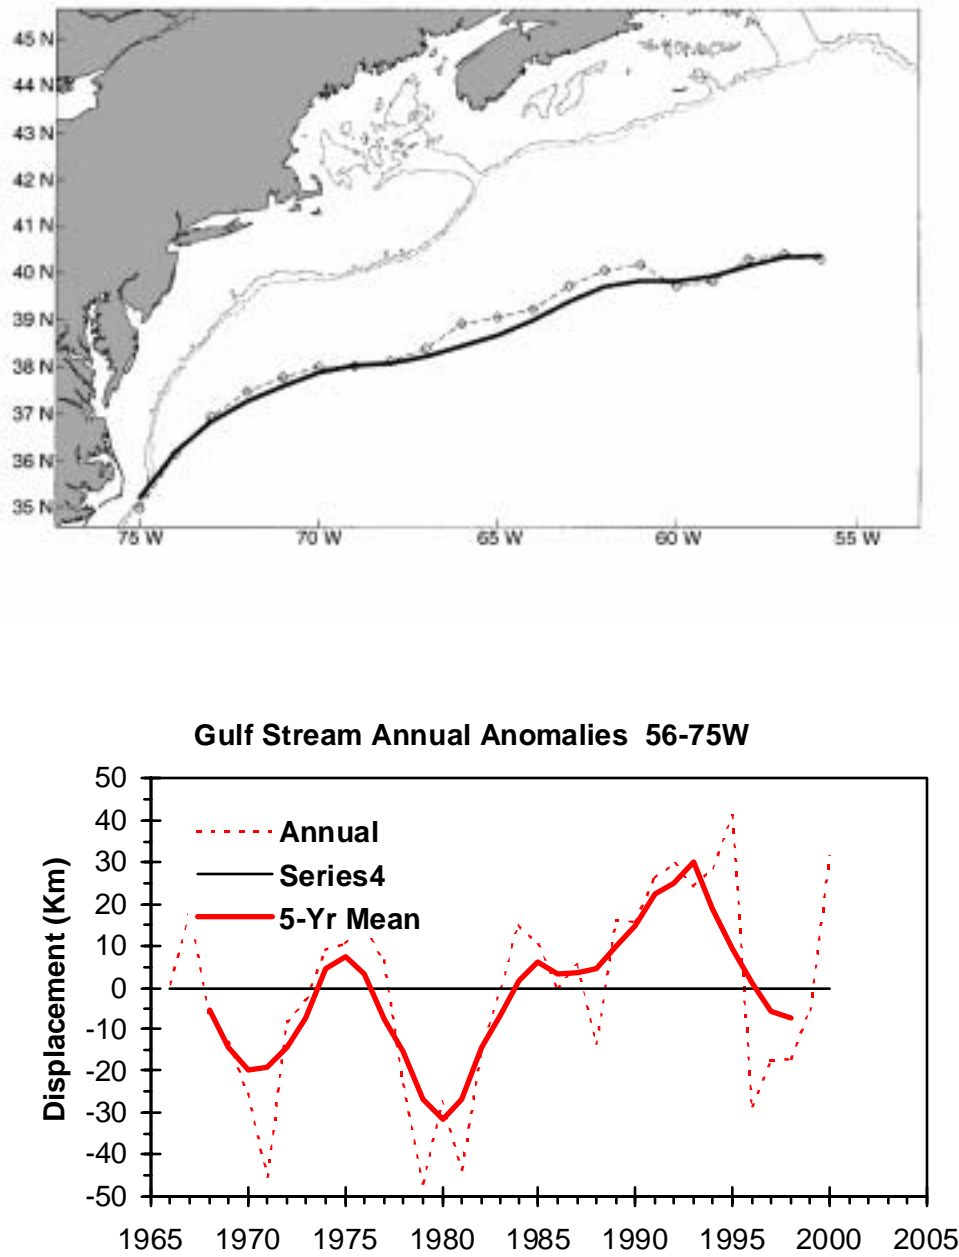 45 N
44 N
43 N
42 N
41 N
40 N
39 N
38 N
37 N
36 N
35 N
75 W 70 W 65 W 60 W 55 W
Gulf Stream Annual Anomalies 56-75W
Displacement (Km)
50
40
30
20
10
0
-10
-20
-30
-40
-50
Annual
Series4
5-Yr Mean
1965 1970 1975 1980 1985 1990 1995 2000 2005